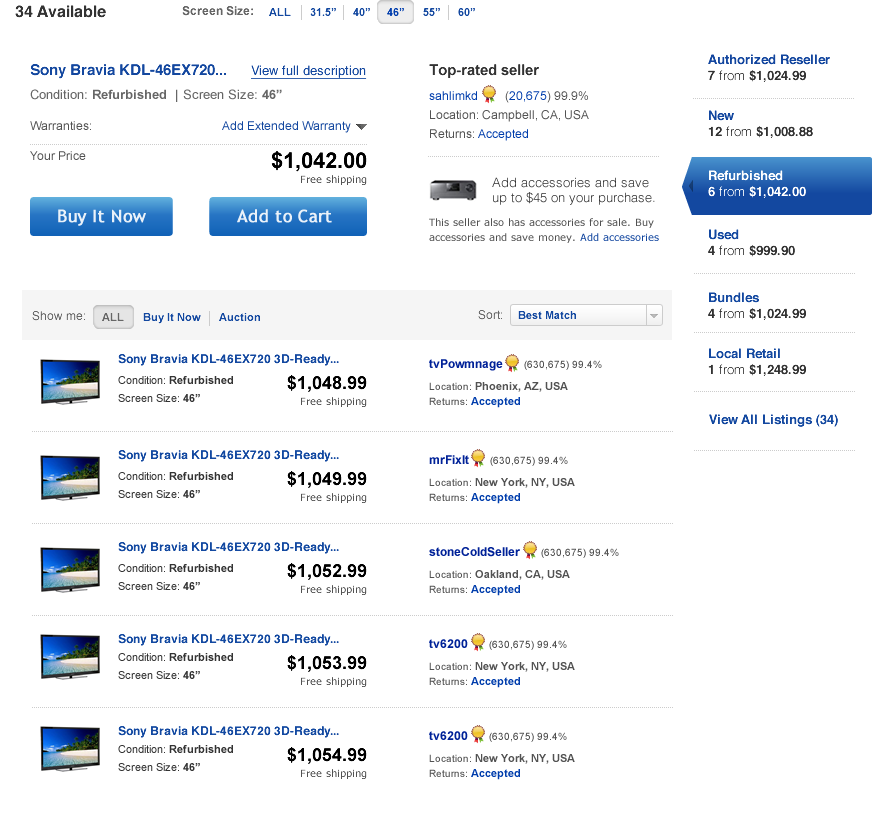 34 Available
Screen Size: ALL 31.5” 40” 46” 55” 60”
Sony Bravia KDL-46EX720... View full description
Condition: Refurbished | Screen Size: 46”
Warranties: Add Extended Warranty
Your Price $1,042.00
Free shipping
Buy It Now Add to Cart
Top-rated seller
sahlimkd (20,675) 99.9%
Location: Campbell, CA, USA
Returns: Accepted
Add accessories and save
up to $45 on your purchase.
This seller also has accessories for sale. Buy
accessories and save money. Add accessories
Authorized Reseller
7 from $1,024.99
New
12 from $1,008.88
Refurbished
6 from $1,042.00
Used
4 from $999.90
Bundles
4 from $1,024.99
Local Retail
1 from $1,248.99
View All Listings (34)
Show me: ALL Buy It Now Auction
Sort: Best Match
Sony Bravia KDL-46EX720 3D-Ready...
Condition: Refurbished
Screen Size: 46”
$1,048.99
Free shipping
tvPowmnage (630,675) 99.4%
Location: Phoenix, AZ, USA
Returns: Accepted
Sony Bravia KDL-46EX720 3D-Ready...
Condition: Refurbished
Screen Size: 46”
$1,049.99
Free shipping
mrFixIt (630,675) 99.4%
Location: New York, NY, USA
Returns: Accepted
Sony Bravia KDL-46EX720 3D-Ready...
Condition: Refurbished
Screen Size: 46”
$1,052.99
Free shipping
stoneColdSeller (630,675) 99.4%
Location: Oakland, CA, USA
Returns: Accepted
Sony Bravia KDL-46EX720 3D-Ready...
Condition: Refurbished
Screen Size: 46”
$1,053.99
Free shipping
tv6200 (630,675) 99.4%
Location: New York, NY, USA
Returns: Accepted
Sony Bravia KDL-46EX720 3D-Ready...
Condition: Refurbished
Screen Size: 46”
$1,054.99
Free shipping
tv6200 (630,675) 99.4%
Location: New York, NY, USA
Returns: Accepted